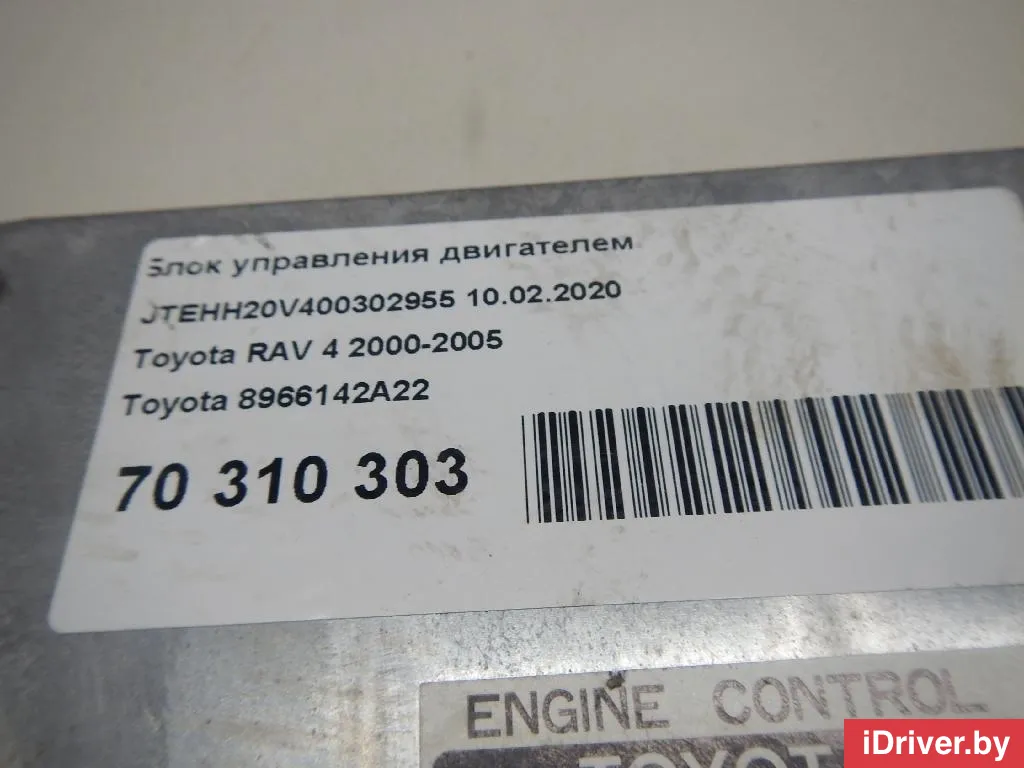 Блок управления двигателем
JTEHH20V400302955 10.02.2020
Toyota RAV 4 2000-2005
Toyota 8966142A22
70 310 303
ENGINE CONTROL
TOYOT
iDriver.by